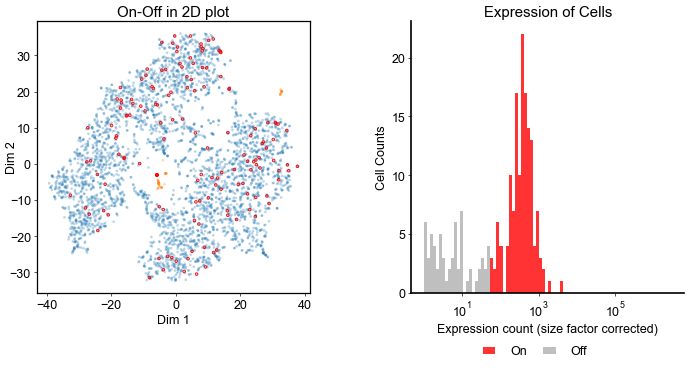 On-Off in 2D plot
30
20
10
0
−10
−20
−30
Dim 2
−40
−20
0
20
40
Dim 1
Expression of Cells
20
15
10
5
0
Cell Counts
10^1
10^3
10^5
Expression count (size factor corrected)
On
Off